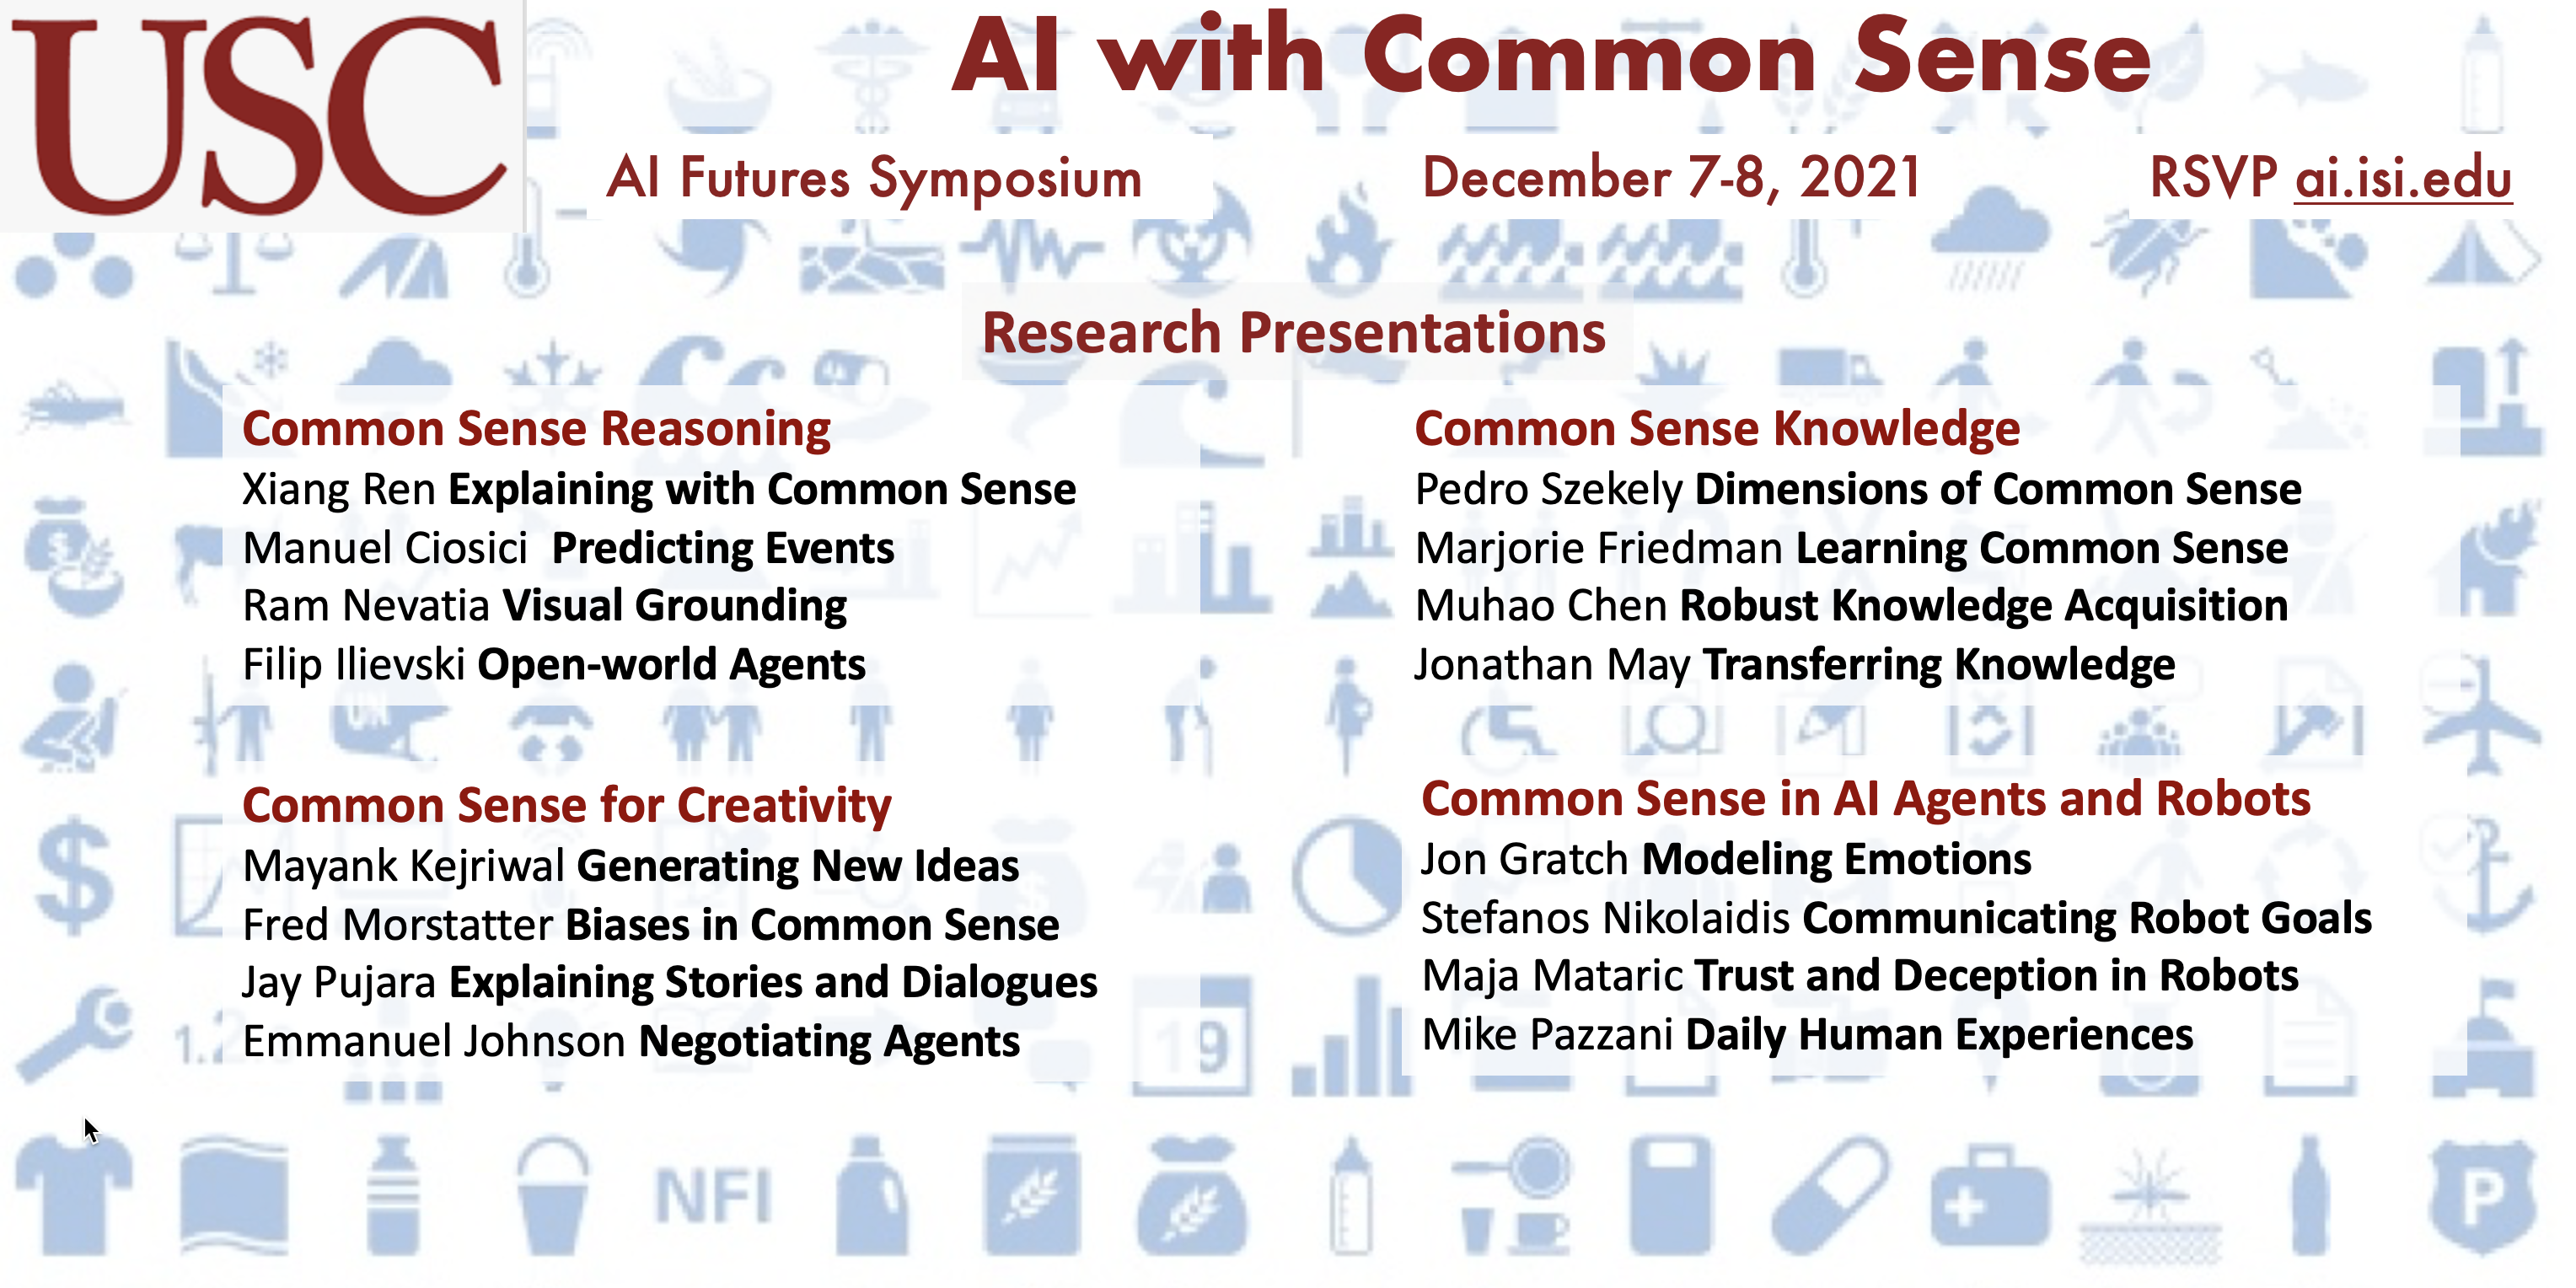 USC
AI with Common Sense
AI Futures Symposium
December 7-8, 2021
RSVP ai.isi.edu
Research Presentations
Common Sense Reasoning
Xiang Ren Explaining with Common Sense
Manuel Ciosici Predicting Events
Ram Nevatia Visual Grounding
Filip Ilievski Open-world Agents
Common Sense Knowledge
Pedro Szekely Dimensions of Common Sense
Marjorie Friedman Learning Common Sense
Muhao Chen Robust Knowledge Acquisition
Jonathan May Transferring Knowledge
Common Sense for Creativity
Mayank Kejriwal Generating New Ideas
Fred Morstatter Biases in Common Sense
Jay Pujara Explaining Stories and Dialogues
Emmanuel Johnson Negotiating Agents
Common Sense in AI Agents and Robots
Jon Gratch Modeling Emotions
Stefanos Nikolaidis Communicating Robot Goals
Maja Mataric Trust and Deception in Robots
Mike Pazzani Daily Human Experiences
UN
$
19
NFI
P